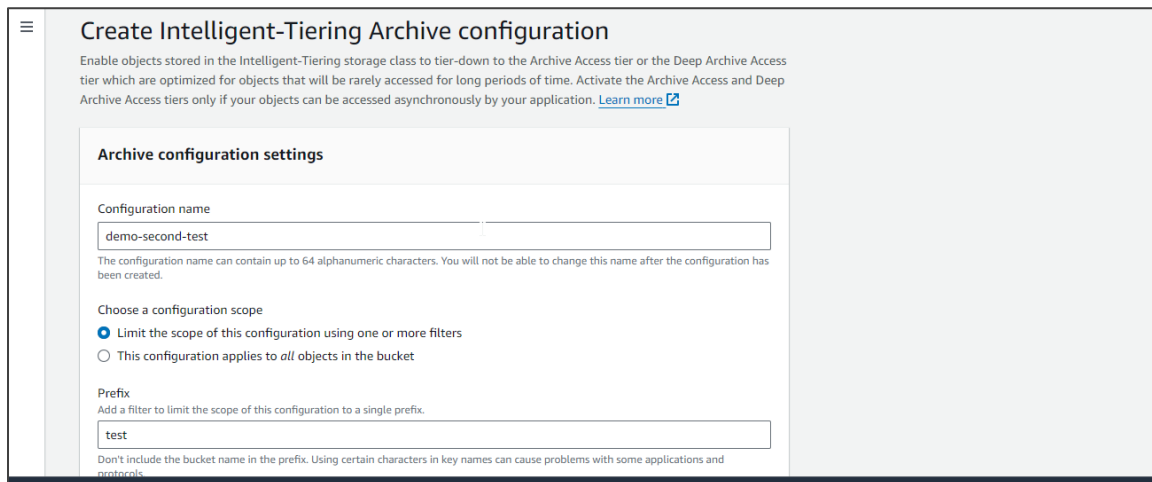 Create Intelligent-Tiering Archive configuration
Enable objects stored in the Intelligent-Tiering storage class to tier-down to the Archive Access tier or the Deep Archive Access
tier which are optimized for objects that will be rarely accessed for long periods of time. Activate the Archive Access and Deep
Archive Access tiers only if your objects can be accessed asynchronously by your application. Learn more
Archive configuration settings
Configuration name
demo-second-test
The configuration name can contain up to 64 alphanumeric characters. You will not be able to change this name after the configuration has
been created.
Choose a configuration scope
Limit the scope of this configuration using one or more filters
This configuration applies to all objects in the bucket
Prefix
Add a filter to limit the scope of this configuration to a single prefix.
test
Don't include the bucket name in the prefix. Using certain characters in key names can cause problems with some applications and
protocols.